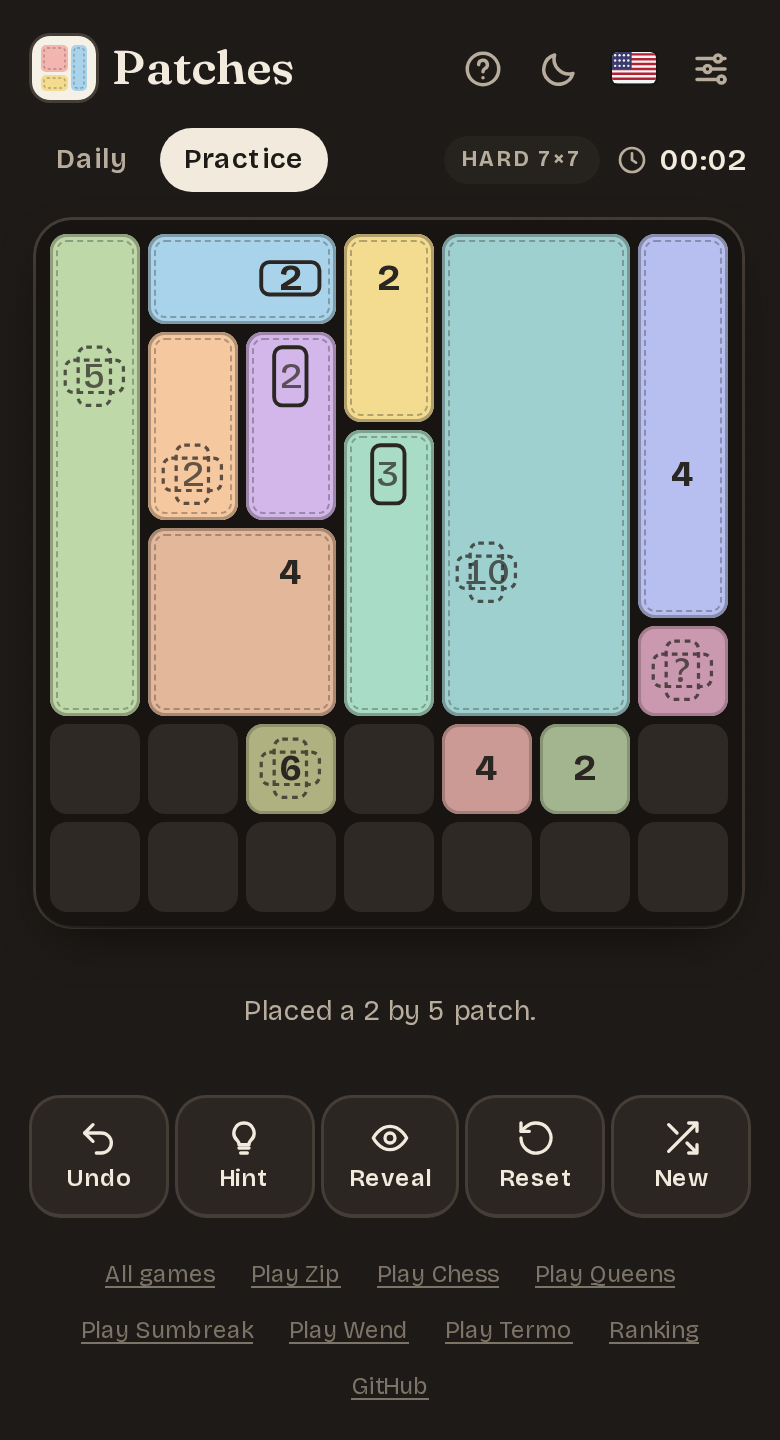 Patches
Daily Practice HARD 7×7 00:02
2 2
5 2
2 3 4
4 10
?
6 4 2
Placed a 2 by 5 patch.
Undo Hint Reveal Reset New
All games Play Zip Play Chess Play Queens
Play Sumbreak Play Wend Play Termo Ranking
GitHub